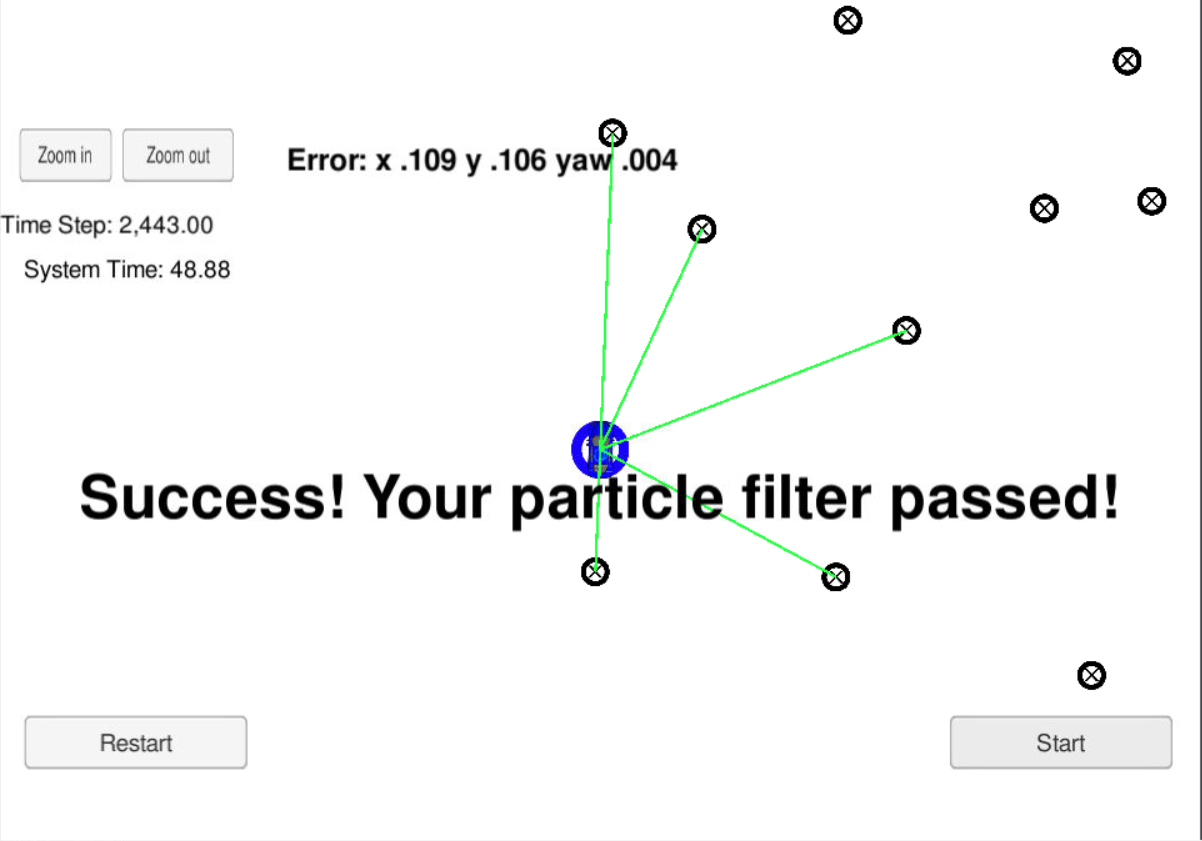 Zoom in
Zoom out
Error: x .109 y .106 yaw .004
Time Step: 2,443.00
System Time: 48.88
Success! Your particle filter passed!
Restart
Start